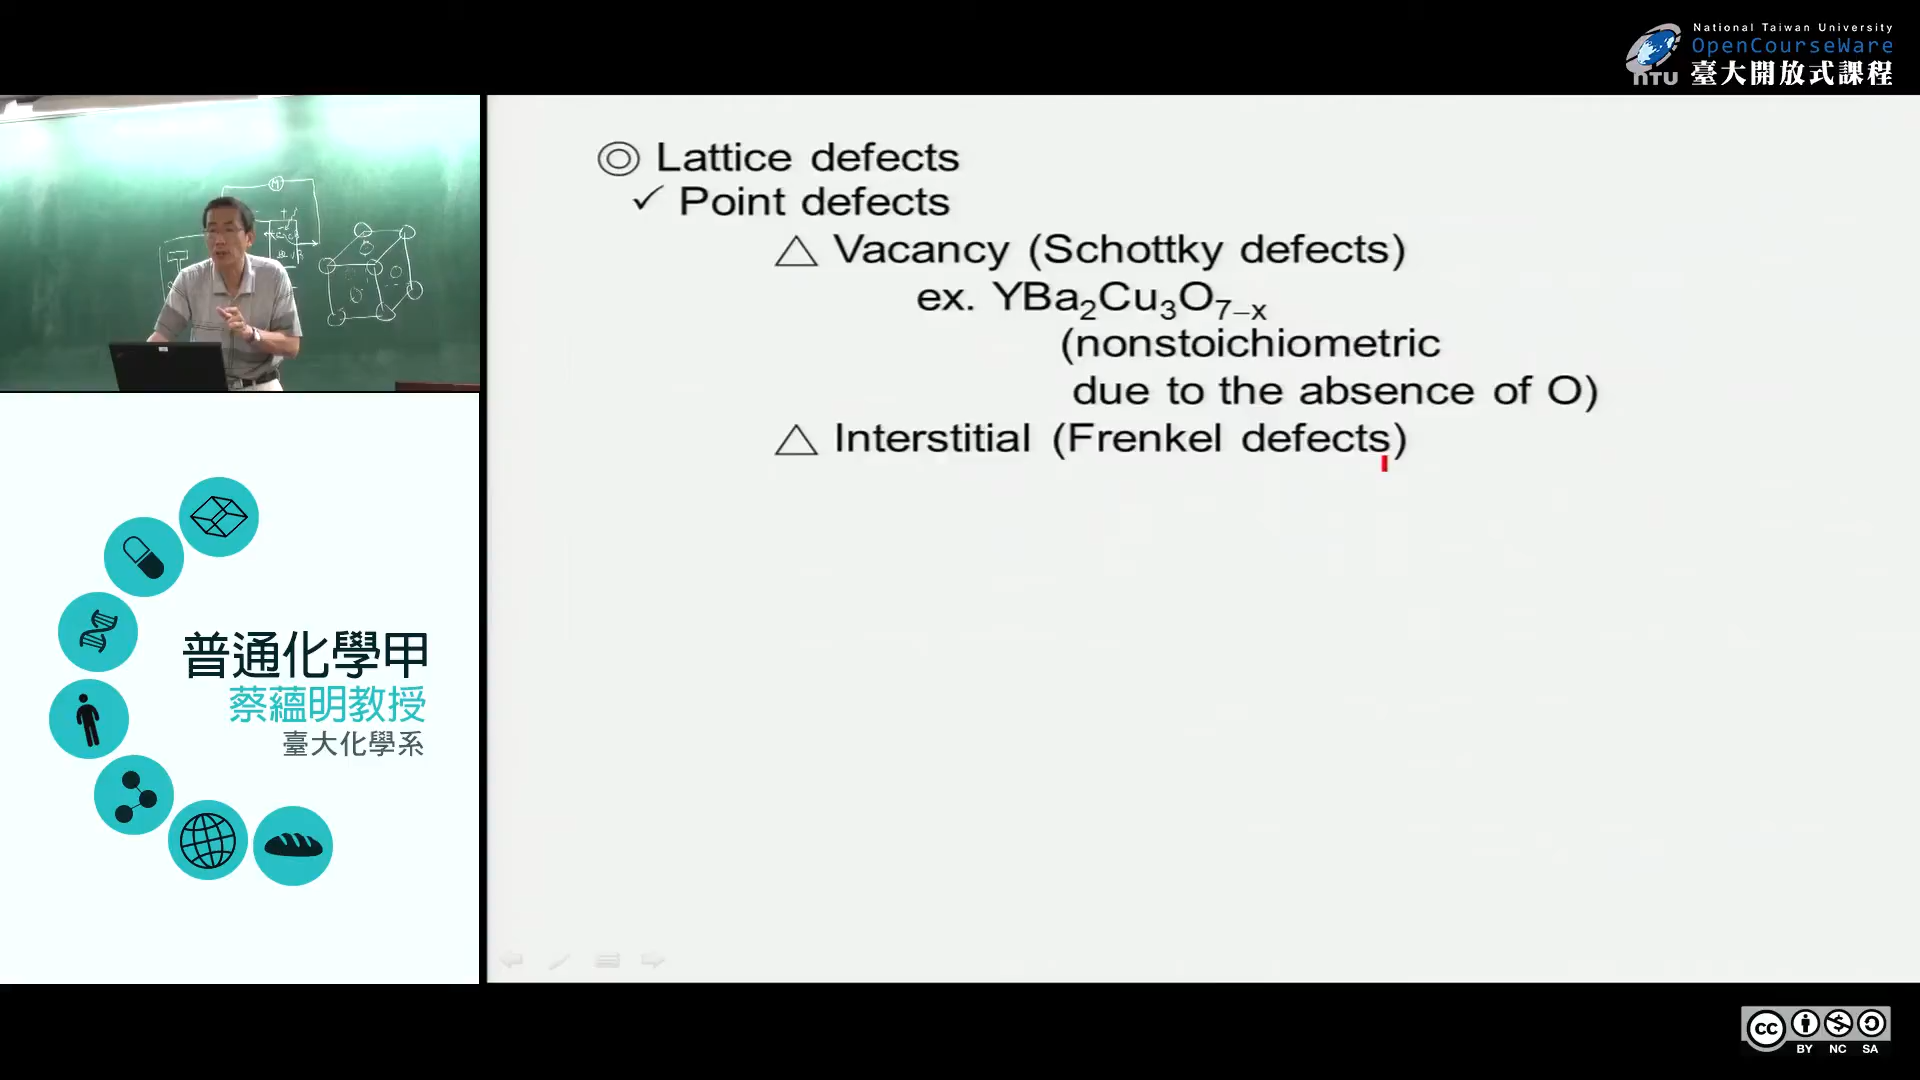 National Taiwan University
OpenCourseWare
NTU 臺大開放式課程
◎ Lattice defects
✓ Point defects
△ Vacancy (Schottky defects)
ex. YBa₂Cu₃O₇₋ₓ
(nonstoichiometric
due to the absence of O)
△ Interstitial (Frenkel defects)
普通化學甲
蔡蘊明教授
臺大化學系
cc
BY NC SA